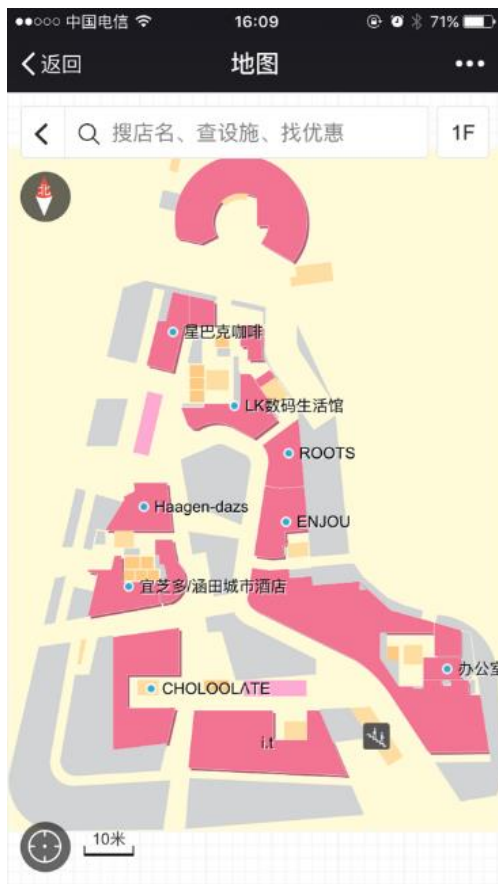 中国电信 16:09 71%
返回 地图
搜店名、查设施、找优惠 1F
北
星巴克咖啡
LK数码生活馆
ROOTS
Haagen-dazs
ENJOU
宜芝多/涵田城市酒店
办公室
CHOLOOLATE
i.t
10米